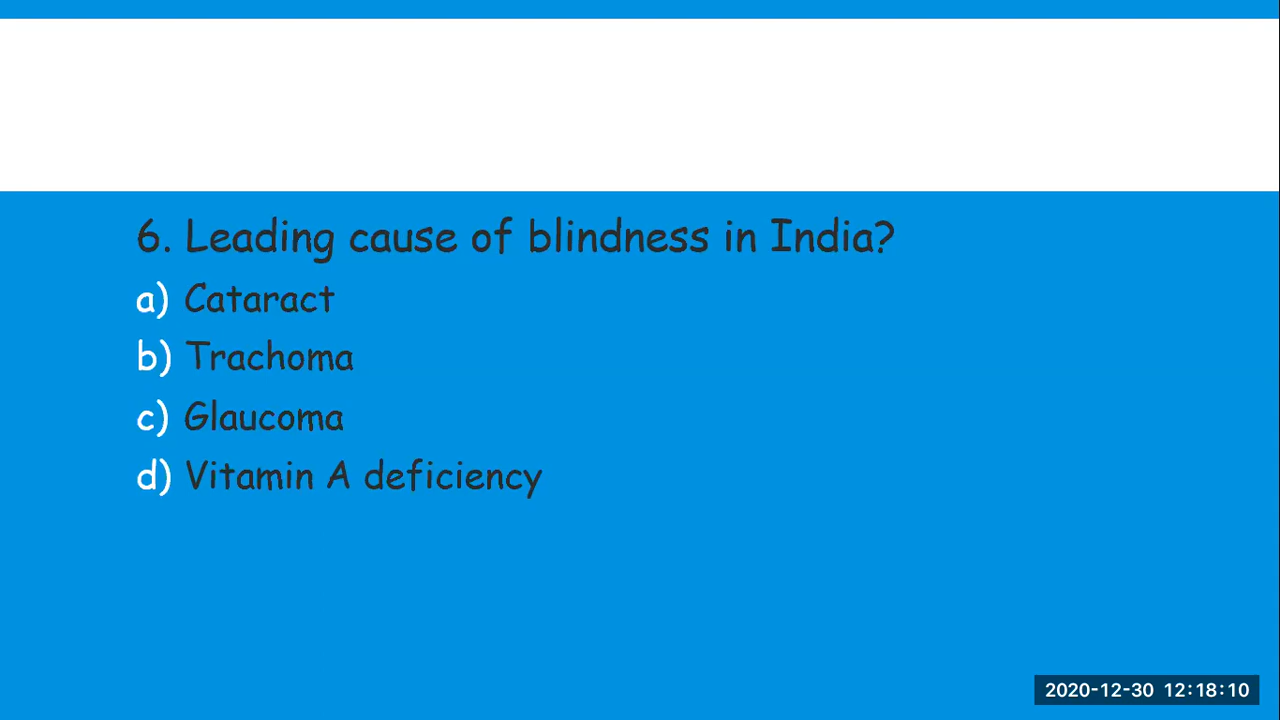 6. Leading cause of blindness in India?
a) Cataract
b) Trachoma
c) Glaucoma
d) Vitamin A deficiency
2020-12-30 12:18:10